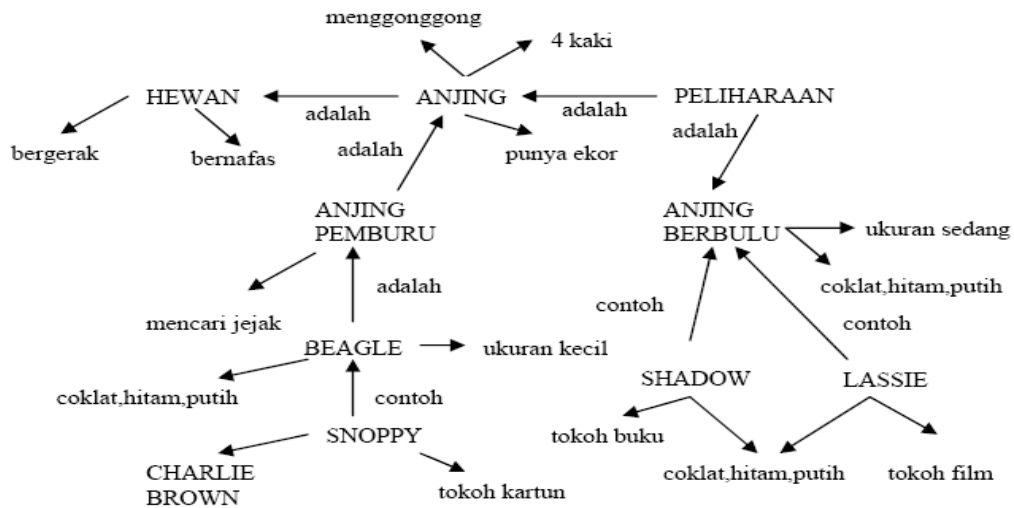 menggonggong
4 kaki
HEWAN
adalah
ANJING
adalah
PELIHARAAN
bergerak
bernafas
adalah
punya ekor
adalah
ANJING
PEMBURU
ANJING
BERBULU
ukuran sedang
mencari jejak
adalah
coklat,hitam,putih
contoh
contoh
BEAGLE
ukuran kecil
coklat,hitam,putih
contoh
SHADOW
LASSIE
SNOPPY
tokoh buku
CHARLIE
BROWN
tokoh kartun
coklat,hitam,putih
tokoh film